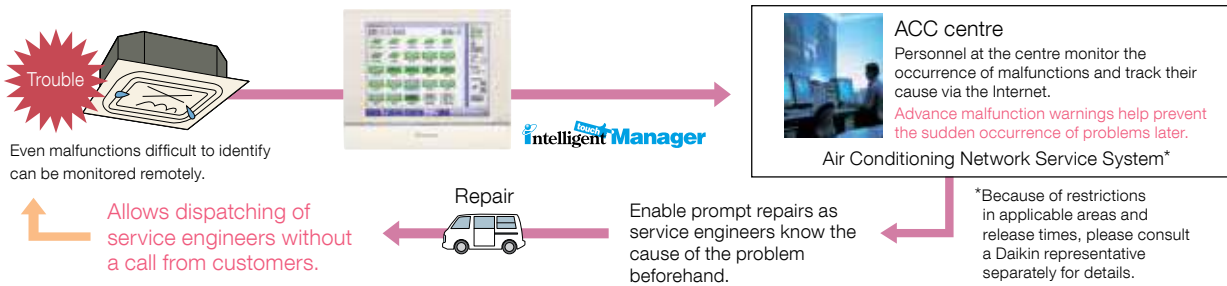 Trouble
Even malfunctions difficult to identify
can be monitored remotely.
intelligent touch Manager
ACC centre
Personnel at the centre monitor the
occurrence of malfunctions and track their
cause via the Internet.
Advance malfunction warnings help prevent
the sudden occurrence of problems later.
Air Conditioning Network Service System*
*Because of restrictions
in applicable areas and
release times, please consult
a Daikin representative
separately for details.
Enable prompt repairs as
service engineers know the
cause of the problem
beforehand.
Repair
Allows dispatching of
service engineers without
a call from customers.